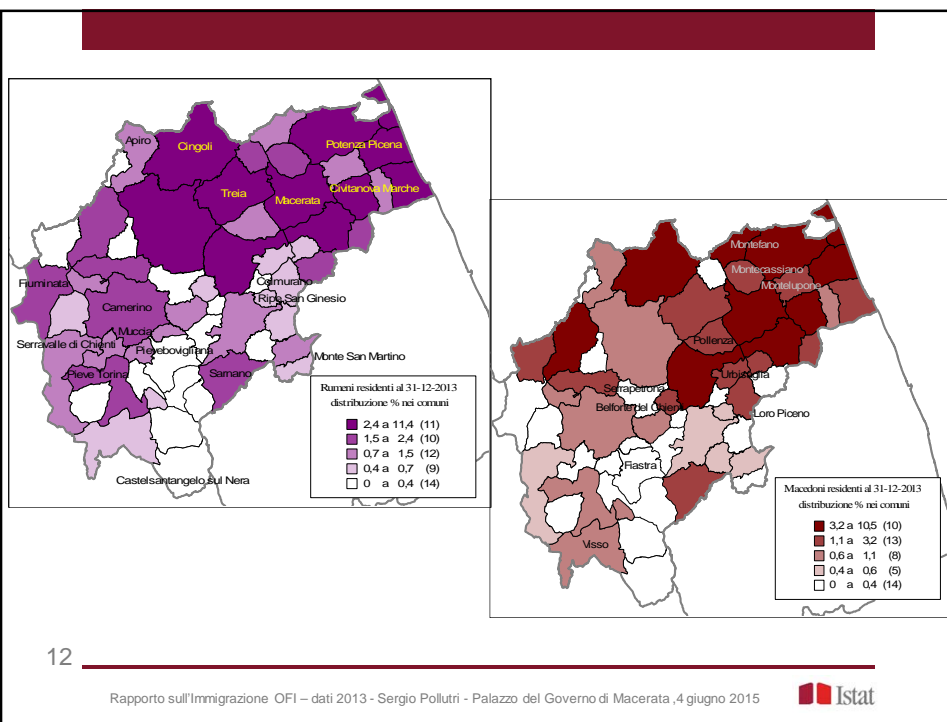 Apiro
Cingoli
Potenza Picena
Treia
Macerata
Civitanova Marche
Fiuminata
Colmurano
Camerino
Ripe San Ginesio
Muccia
Serravalle di Chienti
Pievebovigliana
Monte San Martino
Pieve Torina
Sarnano
Castelsantangelo sul Nera
Rumeni residenti al 31-12-2013
distribuzione % nei comuni
2,4 a 11,4 (11)
1,5 a 2,4 (10)
0,7 a 1,5 (12)
0,4 a 0,7 (9)
0 a 0,4 (14)
Montefano
Montecassiano
Montelupone
Pollenza
Urbisaglia
Serrapetrona
Belforte del Chienti
Loro Piceno
Fiastra
Visso
Macedoni residenti al 31-12-2013
distribuzione % nei comuni
3,2 a 10,5 (10)
1,1 a 3,2 (13)
0,6 a 1,1 (8)
0,4 a 0,6 (5)
0 a 0,4 (14)
12
Rapporto sull'Immigrazione OFI – dati 2013 - Sergio Pollutri - Palazzo del Governo di Macerata ,4 giugno 2015
Istat